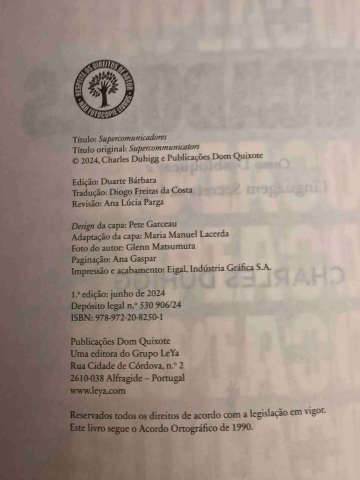 RESPEITE OS DIREITOS DE AUTOR
NÃO FOTOCOPIE LIVROS
Título: Supercomunicadores
Título original: Supercommunicators
© 2024, Charles Duhigg e Publicações Dom Quixote
Edição: Duarte Bárbara
Tradução: Diogo Freitas da Costa
Revisão: Ana Lúcia Parga
Design da capa: Pete Garceau
Adaptação da capa: Maria Manuel Lacerda
Foto do autor: Glenn Matsumura
Paginação: Ana Gaspar
Impressão e acabamento: Eigal, Indústria Gráfica S.A.
1.ª edição: junho de 2024
Depósito legal n.º 530 906/24
ISBN: 978-972-20-8250-1
Publicações Dom Quixote
Uma editora do Grupo LeYa
Rua Cidade de Córdova, n.º 2
2610-038 Alfragide – Portugal
www.leya.com
Reservados todos os direitos de acordo com a legislação em vigor.
Este livro segue o Acordo Ortográfico de 1990.